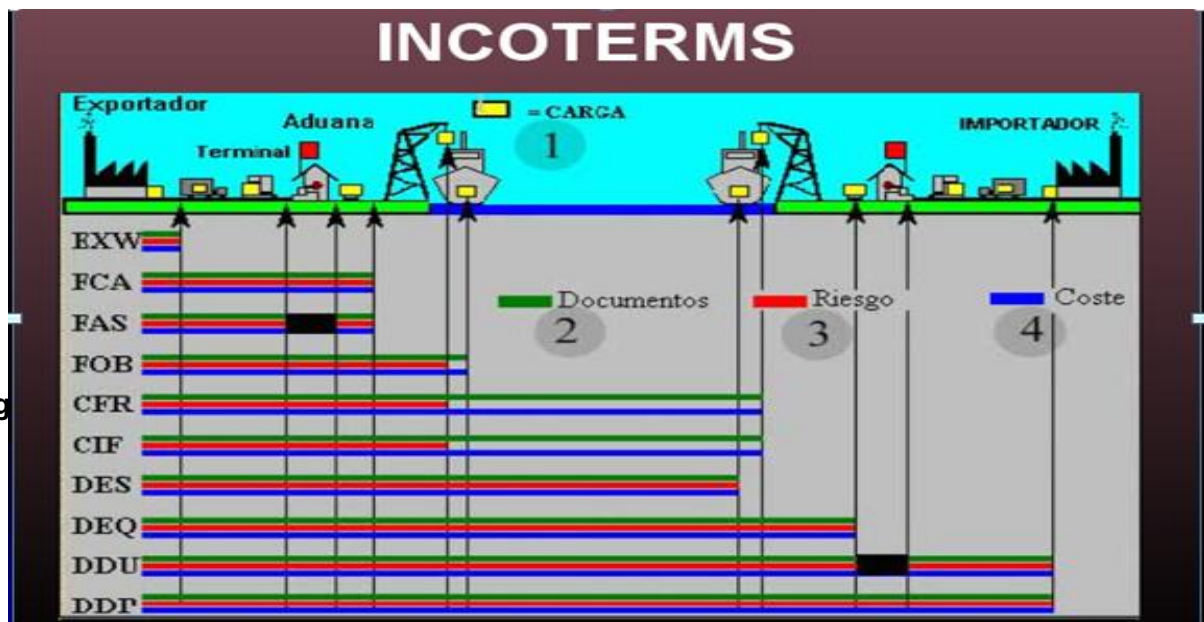 INCOTERMS
Exportador
= CARGA
1
Aduana
IMPORTADOR
Terminal
EXW
FCA
Documentos
Riesgo
Coste
FAS
2
3
4
FOB
g
CFR
CIF
DES
DEQ
DDU
DDP